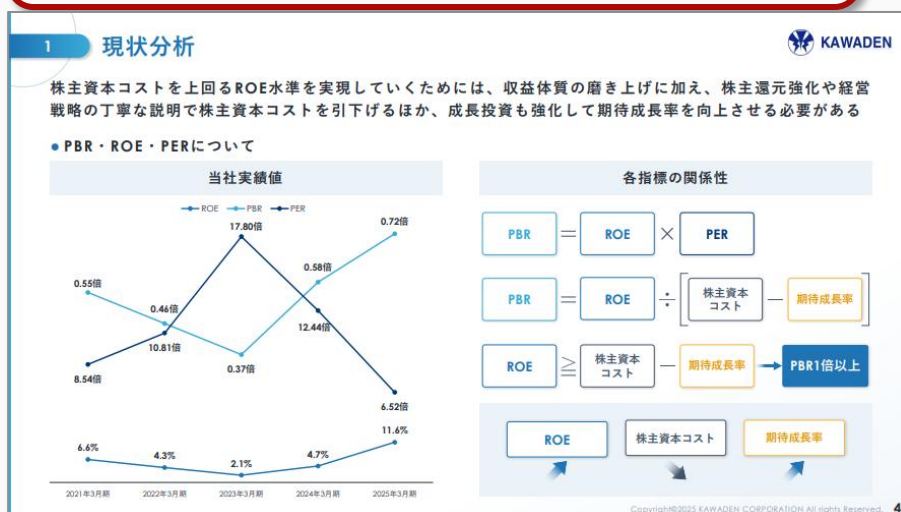 1
現状分析
KAWADEN
株主資本コストを上回るROE水準を実現していくためには、収益体質の磨き上げに加え、株主還元強化や経営
戦略の丁寧な説明で株主資本コストを引下げるほか、成長投資も強化して期待成長率を向上させる必要がある
●PBR・ROE・PERについて
当社実績値
ROE PBR PER
17.80倍
0.72倍
0.55倍
0.58倍
0.46倍
12.44倍
10.81倍
0.37倍
8.54倍
6.52倍
11.6%
6.6%
4.3%
2.1%
4.7%
2021年3月期 2022年3月期 2023年3月期 2024年3月期 2025年3月期
各指標の関係性
PBR = ROE × PER
PBR = ROE ÷ [ 株主資本
コスト － 期待成長率 ]
ROE ≧ 株主資本
コスト － 期待成長率 PBR1倍以上
ROE 株主資本コスト 期待成長率
Copyright©2025 KAWADEN CORPORATION All rights Reserved. 4